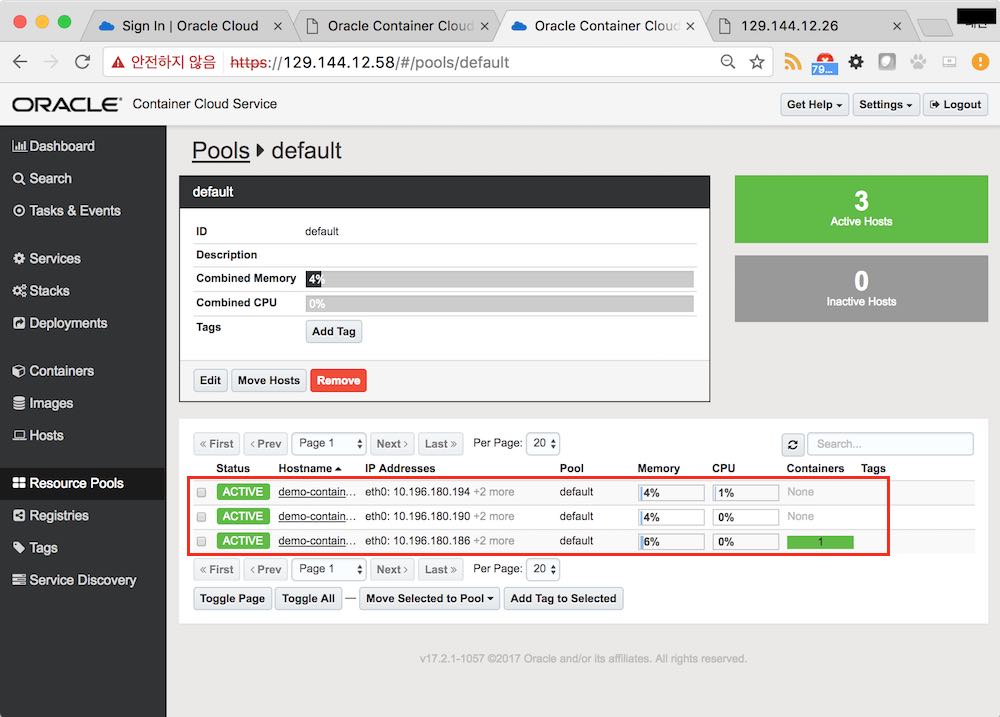 Sign In | Oracle Cloud
Oracle Container Cloud
Oracle Container Cloud
129.144.12.26
안전하지 않음 https://129.144.12.58/#/pools/default
79...
ORACLE® Container Cloud Service
Get Help
Settings
Logout
Dashboard
Search
Tasks & Events
Services
Stacks
Deployments
Containers
Images
Hosts
Resource Pools
Registries
Tags
Service Discovery
Pools default
default
ID default
Description
Combined Memory 4%
Combined CPU 0%
Tags Add Tag
Edit Move Hosts Remove
3
Active Hosts
0
Inactive Hosts
« First ‹ Prev Page 1 Next › Last » Per Page: 20 Search...
Status Hostname IP Addresses Pool Memory CPU Containers Tags
ACTIVE demo-contain... eth0: 10.196.180.194 +2 more default 4% 1% None
ACTIVE demo-contain... eth0: 10.196.180.190 +2 more default 4% 0% None
ACTIVE demo-contain... eth0: 10.196.180.186 +2 more default 6% 0% 1
« First ‹ Prev Page 1 Next › Last » Per Page: 20
Toggle Page Toggle All — Move Selected to Pool Add Tag to Selected
v17.2.1-1057 ©2017 Oracle and/or its affiliates. All rights reserved.